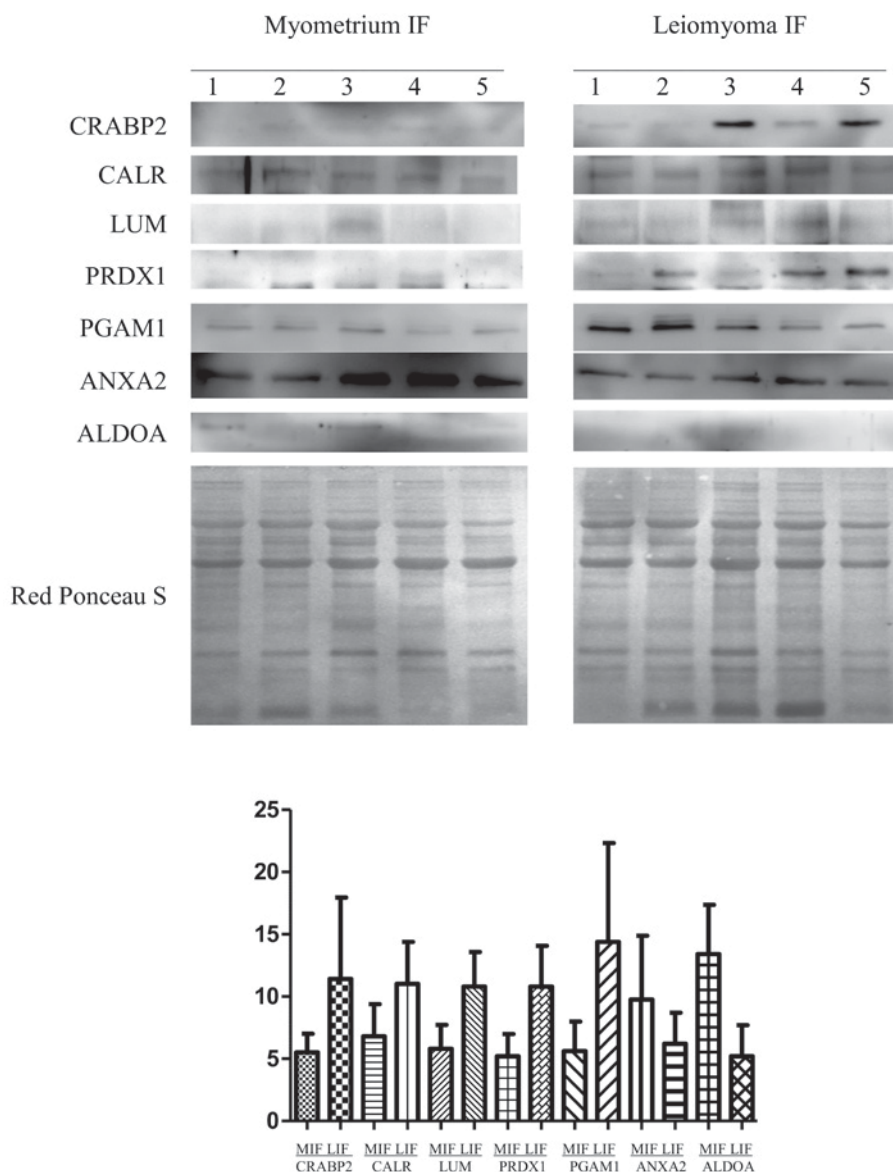 Myometrium IF Leiomyoma IF
1 2 3 4 5 1 2 3 4 5
CRABP2
CALR
LUM
PRDX1
PGAM1
ANXA2
ALDOA
Red Ponceau S
25
20
15
10
5
0
MIF LIF MIF LIF MIF LIF MIF LIF MIF LIF MIF LIF MIF LIF
CRABP2 CALR LUM PRDX1 PGAM1 ANXA2 ALDOA